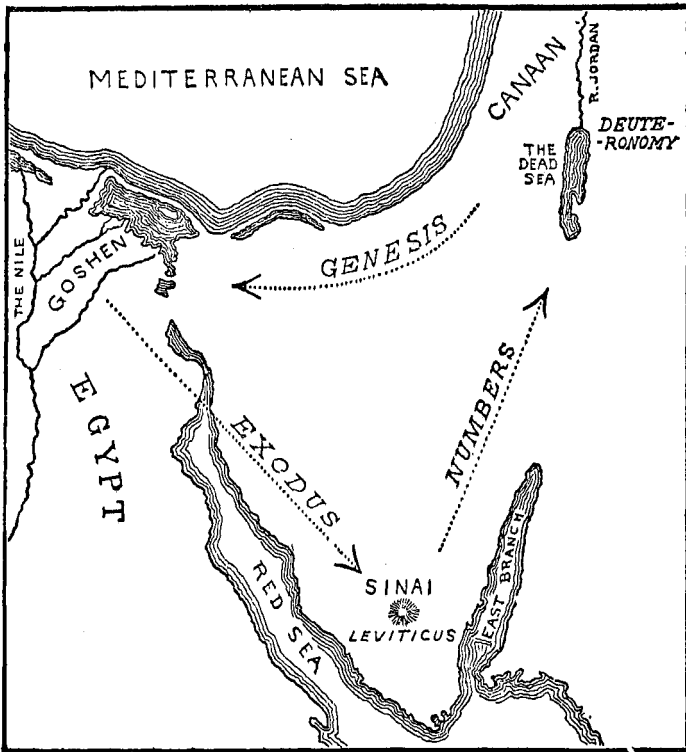 MEDITERRANEAN SEA
CANAAN
R. JORDAN
DEUTE-
-RONOMY
THE
DEAD
SEA
GENESIS
GOSHEN
THE NILE
EGYPT
EXODUS
NUMBERS
RED SEA
SINAI
LEVITICUS
EAST BRANCH